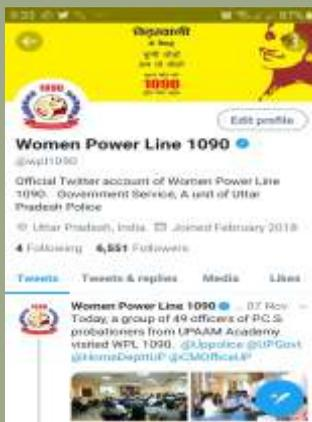 1090
Edit profile
Women Power Line 1090
@wpl1090
Official Twitter account of Women Power Line
1090. Government Service, A unit of Uttar
Pradesh Police
Uttar Pradesh, India Joined February 2018
4 Following 6,551 Followers
Tweets Tweets & replies Media Likes
Women Power Line 1090 07 Nov
Today, a group of 49 officers of P.C.S.
probationers from UPAAM Academy
visited WPL 1090. @Uppolice @UPGovt
@HomeDepttUP @CMOfficeUP